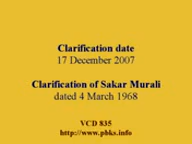 Clarification date
17 December 2007
Clarification of Sakar Murali
dated 4 March 1968
VCD 835
http://www.pbks.info